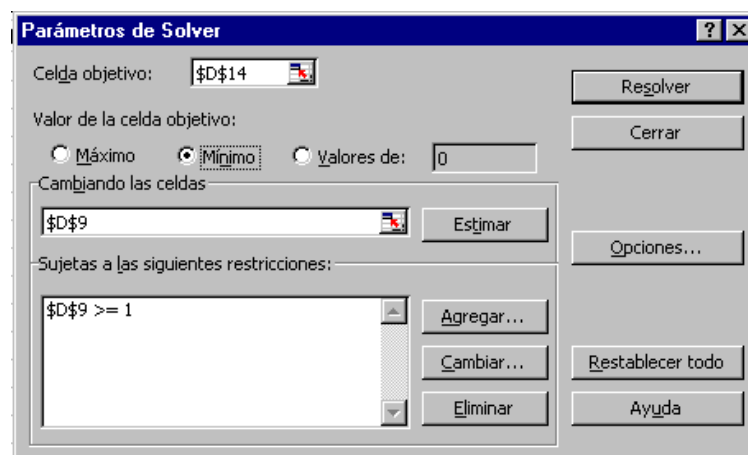 Parámetros de Solver
Celda objetivo: $D$14
Resolver
Valor de la celda objetivo:
Cerrar
Máximo Mínimo Valores de: 0
Cambiando las celdas
$D$9 Estimar
Opciones...
Sujetas a las siguientes restricciones:
$D$9 >= 1
Agregar...
Cambiar... Restablecer todo
Eliminar Ayuda